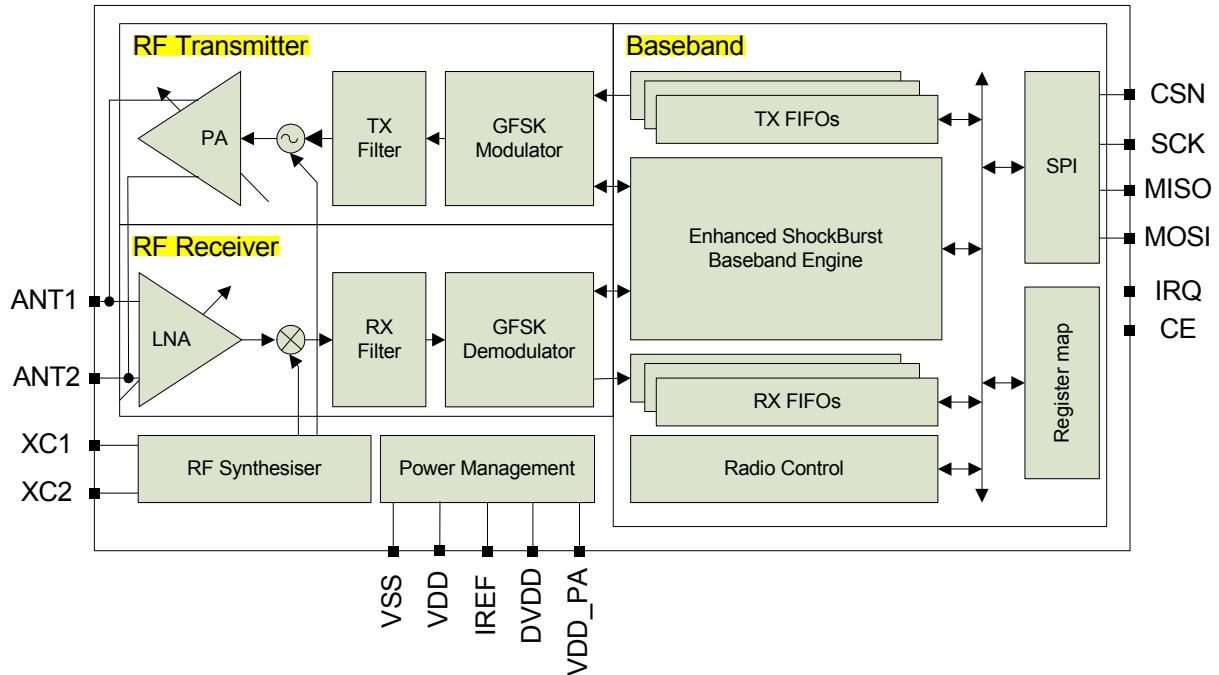 RF Transmitter
Baseband
PA
TX
Filter
GFSK
Modulator
TX FIFOs
SPI
CSN
SCK
MISO
MOSI
IRQ
CE
Enhanced ShockBurst
Baseband Engine
RF Receiver
ANT1
ANT2
LNA
RX
Filter
GFSK
Demodulator
RX FIFOs
Register map
XC1
XC2
RF Synthesiser
Power Management
Radio Control
VSS
VDD
IREF
DVDD
VDD_PA